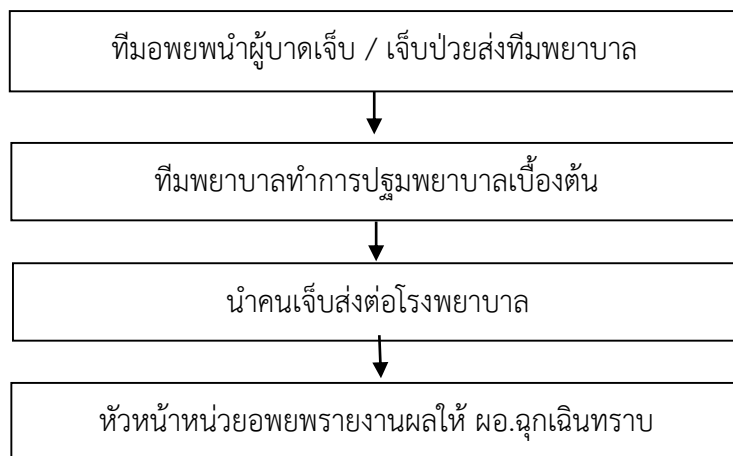 ทีมอพยพนำผู้บาดเจ็บ / เจ็บป่วยส่งทีมพยาบาล
ทีมพยาบาลทำการปฐมพยาบาลเบื้องต้น
นำคนเจ็บส่งต่อโรงพยาบาล
หัวหน้าหน่วยอพยพรายงานผลให้ ผอ.ฉุกเฉินทราบ